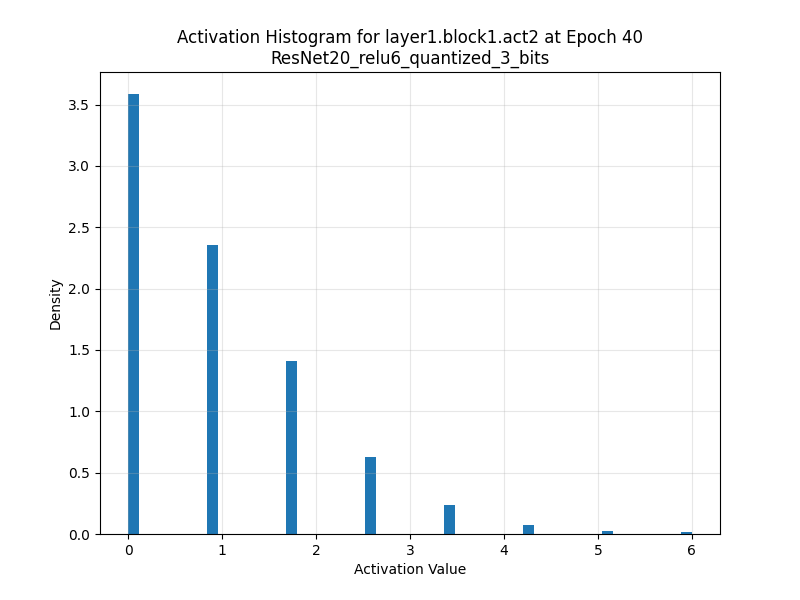 Activation Histogram for layer1.block1.act2 at Epoch 40
ResNet20_relu6_quantized_3_bits
Density
3.5
3.0
2.5
2.0
1.5
1.0
0.5
0.0
0 1 2 3 4 5 6
Activation Value